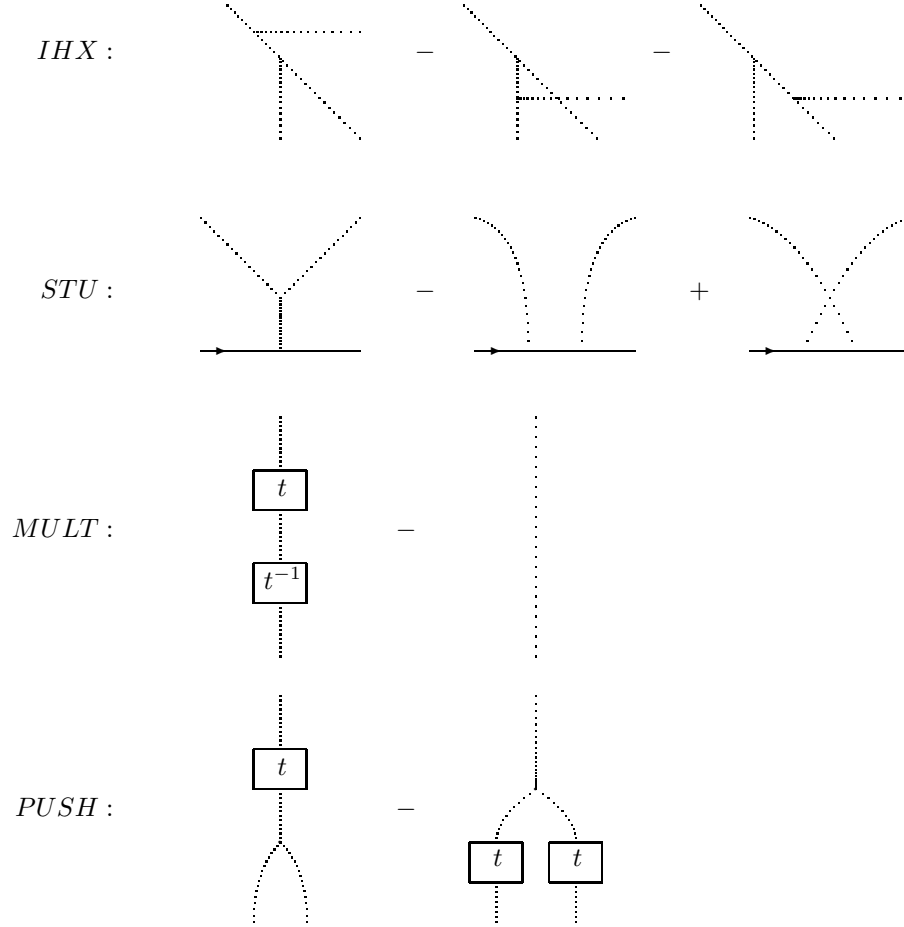 IHX : − −
STU : − +
t
MULT : −
t⁻¹
t
PUSH : −
t t